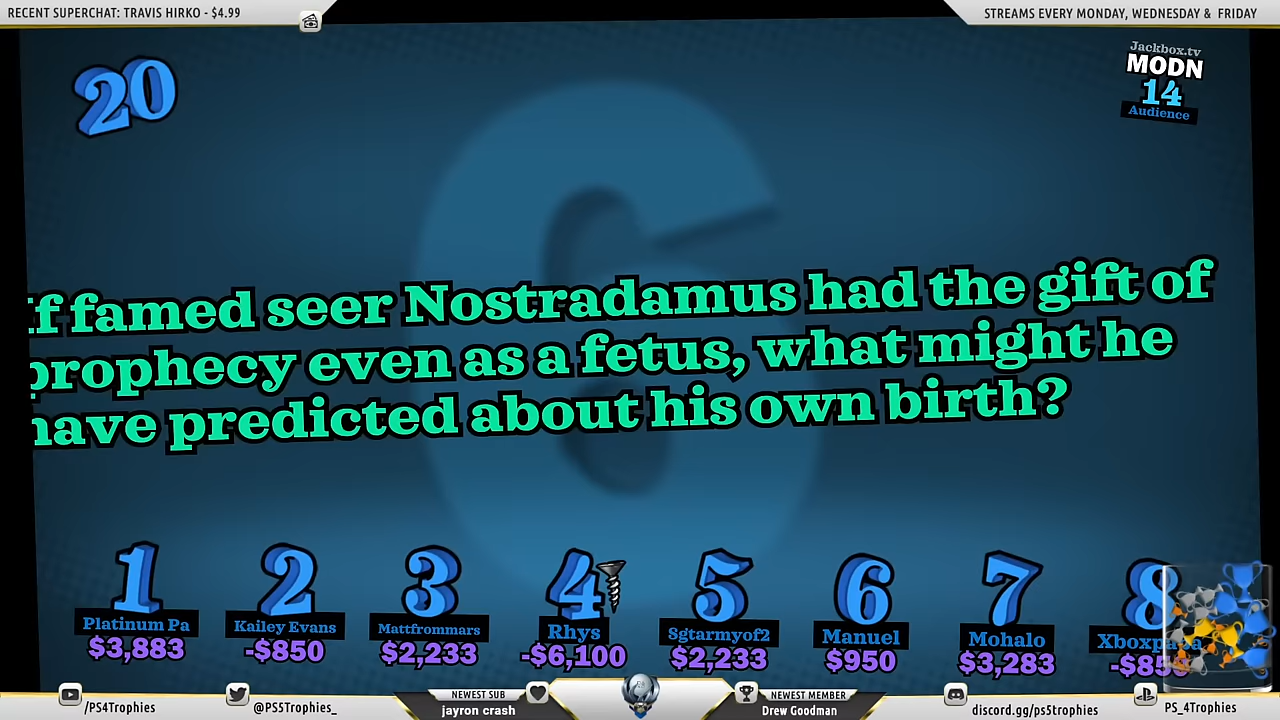 RECENT SUPERCHAT: TRAVIS HIRKO - $4.99
STREAMS EVERY MONDAY, WEDNESDAY & FRIDAY
20
Jackbox.tv
MODN
14
Audience
6
If famed seer Nostradamus had the gift of
prophecy even as a fetus, what might he
have predicted about his own birth?
1 2 3 4 5 6 7 8
Platinum Pa Kailey Evans Mattfrommars Rhys Sgtarmyof2 Manuel Mohalo
$3,883 -$850 $2,233 -$6,100 $2,233 $950 $3,283
NEWEST SUB NEWEST MEMBER
/PS4Trophies @PS5Trophies_ jayron crash Drew Goodman discord.gg/ps5trophies PS_4Trophies